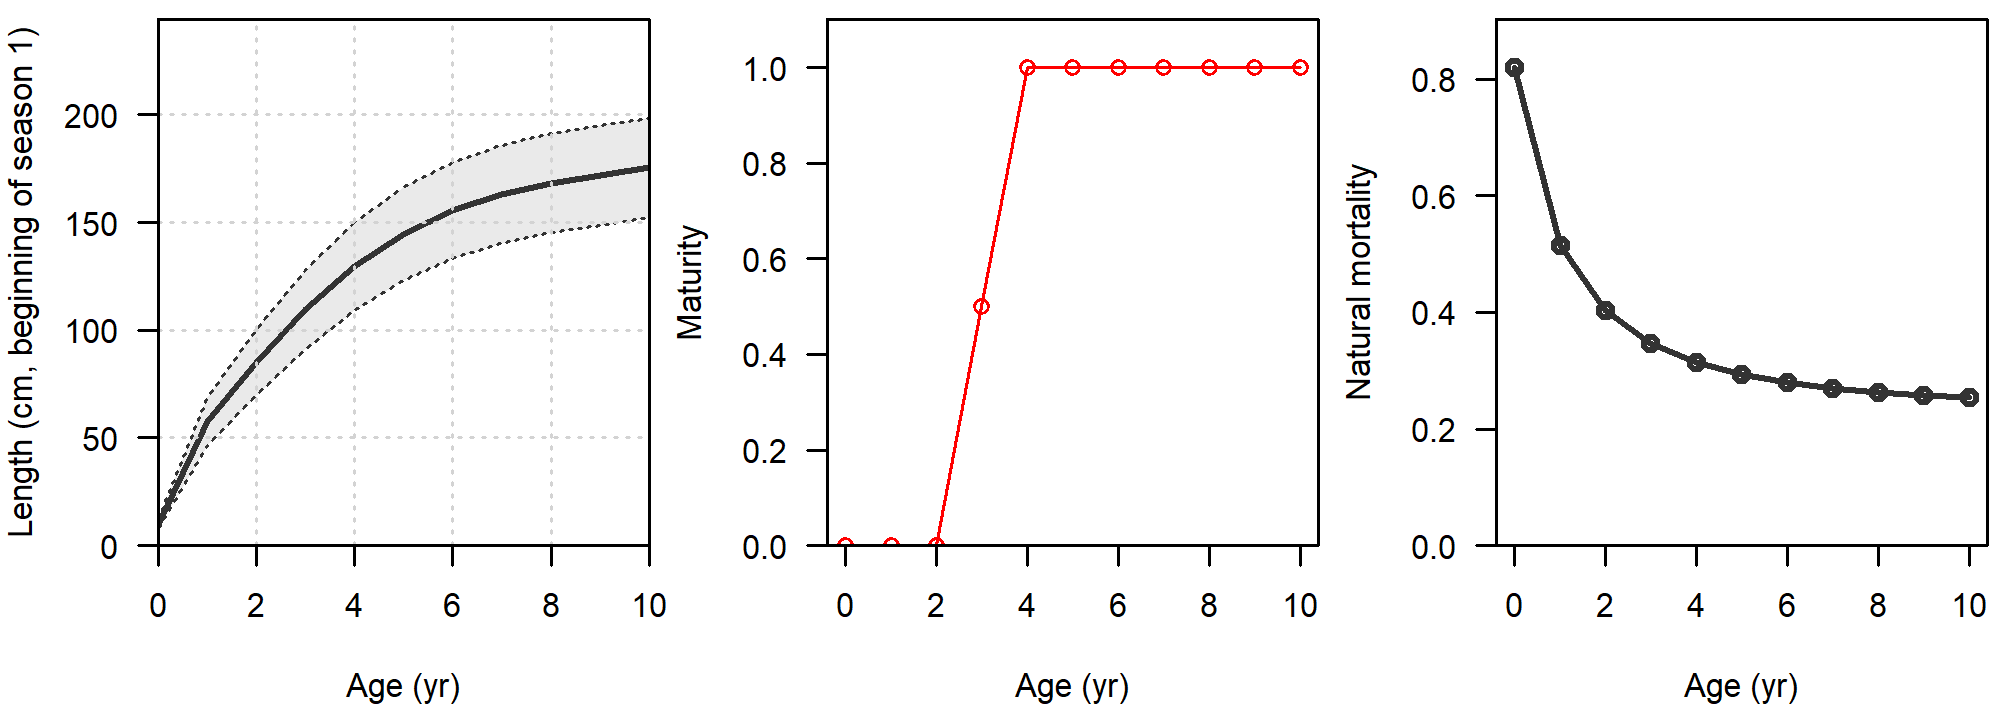 Length (cm, beginning of season 1)
200
150
100
50
0
0 2 4 6 8 10
Age (yr)
Maturity
1.0
0.8
0.6
0.4
0.2
0.0
0 2 4 6 8 10
Age (yr)
Natural mortality
0.8
0.6
0.4
0.2
0.0
0 2 4 6 8 10
Age (yr)